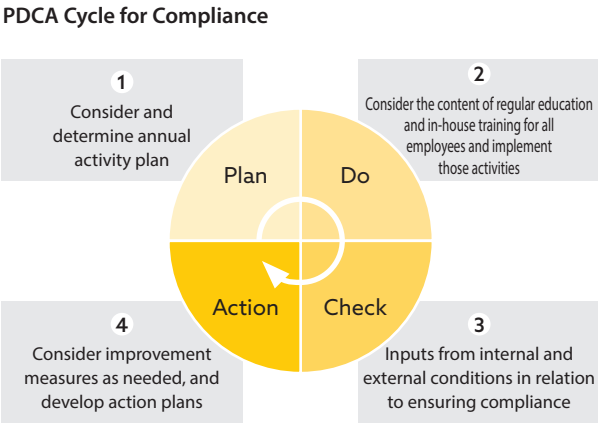 PDCA Cycle for Compliance
1
Consider and
determine annual
activity plan
2
Consider the content of regular education
and in-house training for all
employees and implement
those activities
Plan
Do
Action
Check
4
Consider improvement
measures as needed, and
develop action plans
3
Inputs from internal and
external conditions in relation
to ensuring compliance